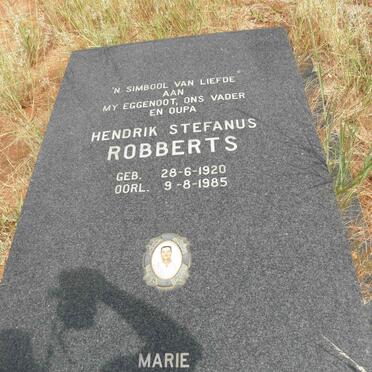 "N SIMBOOL VAN LIEFDE"
AAN
MY EGGENOOT, ONS VADER
EN OUPA
HENDRIK STEFANUS
ROBBERTS
GEB. 28-6-1920
OORL. 9-8-1985
MARIE